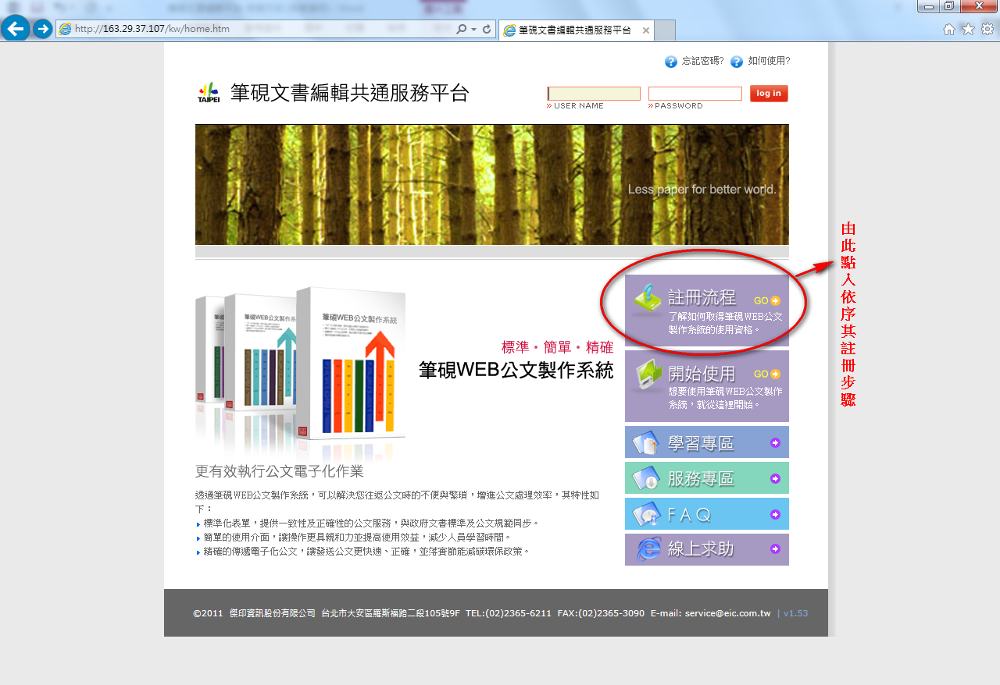 http://163.29.37.107/kw/home.htm
筆硯文書編輯共通服務平台
忘記密碼?
如何使用?
TAIPEI
筆硯文書編輯共通服務平台
log in
USER NAME
PASSWORD
Less paper for better world.
由此點人依序其註冊步驟
註冊流程
GO
了解如何取得筆硯WEB公文
製作系統的使用資格。
筆硯WEB公文製作系統
標準・簡單・精確
筆硯WEB公文製作系統
開始使用
GO
想要使用筆硯WEB公文製作
系統，就從這裡開始。
學習專區
服務專區
FAQ
線上求助
更有效執行公文電子化作業
透過筆硯WEB公文製作系統，可以解決您往返公文時的不便與繁瑣，增進公文處理效率，其特性如
下：
標準化表單，提供一致性及正確性的公文服務，與政府文書標準及公文規範同步。
簡單的使用介面，讓操作更具親和力並提高使用效益，減少人員學習時間。
精確的傳遞電子化公文，讓發送公文更快速、正確，並落實節能減碳環保政策。
©2011 傑印資訊股份有限公司 台北市大安區羅斯福路二段105號9F TEL:(02)2365-6211 FAX:(02)2365-3090 E-mail: service@eic.com.tw | v1.53